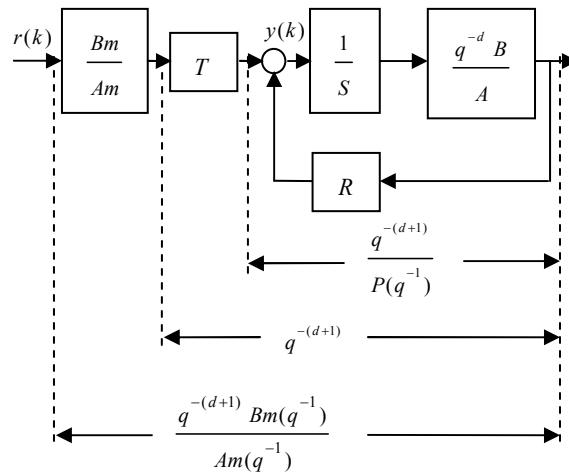 r(k)
Bm
Am
T
y(k)
1
S
q^{-d} B
A
R
q^{-(d+1)}
P(q^{-1})
q^{-(d+1)}
q^{-(d+1)} Bm(q^{-1})
Am(q^{-1})